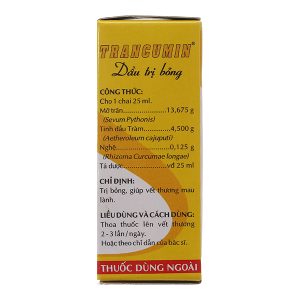 TRANCUMIN®
Dầu trị bỏng
CÔNG THỨC:
Cho 1 chai 25 ml.
Mỡ trăn.....................13,675 g
(Sevum Pythonis)
Tinh dầu Tràm...........4,500 g
(Aetheroleum cajuputi)
Nghệ..........................0,125 g
(Rhizoma Curcumae longae)
Tá dược...................vđ 25 ml
CHỈ ĐỊNH:
Trị bỏng, giúp vết thương mau
lành.
LIỀU DÙNG VÀ CÁCH DÙNG:
Thoa thuốc lên vết thương
2 - 3 lần / ngày.
Hoặc theo chỉ dẫn của bác sĩ.
THUỐC DÙNG NGOÀI